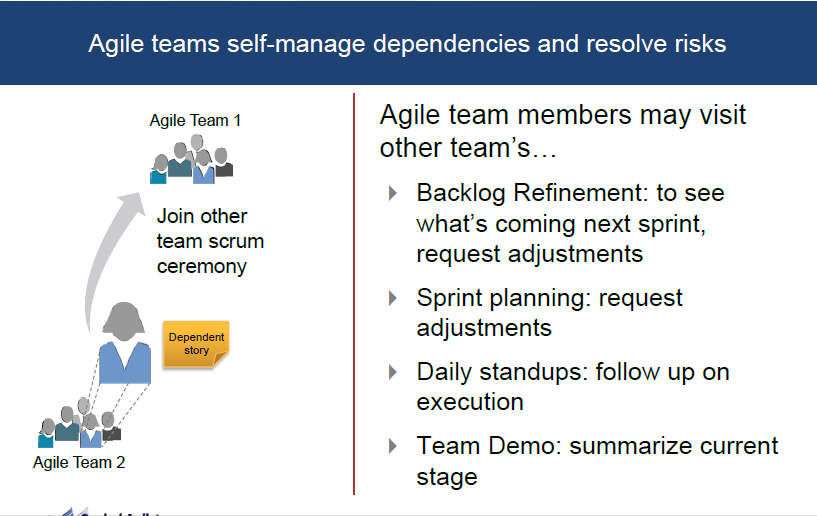 Agile teams self-manage dependencies and resolve risks
Agile Team 1
Join other
team scrum
ceremony
Dependent
story
Agile Team 2
Agile team members may visit
other team's…
Backlog Refinement: to see
what's coming next sprint,
request adjustments
Sprint planning: request
adjustments
Daily standups: follow up on
execution
Team Demo: summarize current
stage